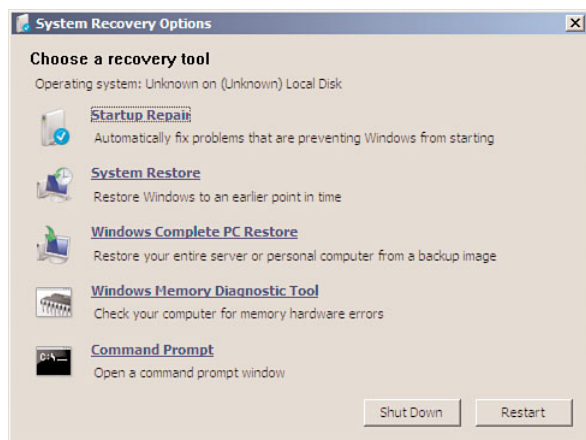 System Recovery Options
Choose a recovery tool
Operating system: Unknown on (Unknown) Local Disk
Startup Repair
Automatically fix problems that are preventing Windows from starting
System Restore
Restore Windows to an earlier point in time
Windows Complete PC Restore
Restore your entire server or personal computer from a backup image
Windows Memory Diagnostic Tool
Check your computer for memory hardware errors
C:\_
Command Prompt
Open a command prompt window
Shut Down Restart